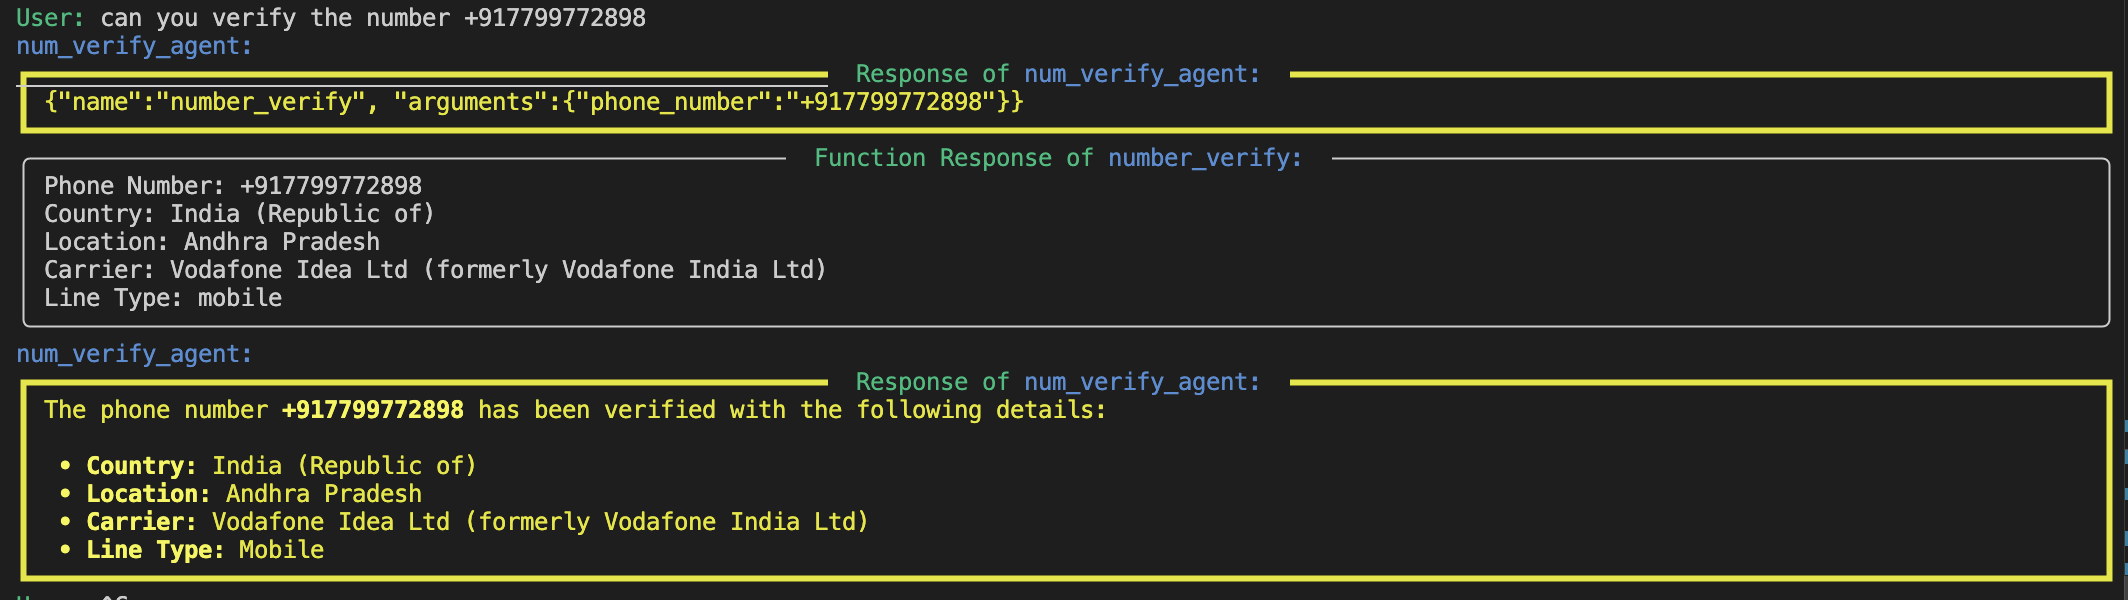 User: can you verify the number +917799772898
num_verify_agent:
Response of num_verify_agent:
{"name":"number_verify", "arguments":{"phone_number":"+917799772898"}}
Function Response of number_verify:
Phone Number: +917799772898
Country: India (Republic of)
Location: Andhra Pradesh
Carrier: Vodafone Idea Ltd (formerly Vodafone India Ltd)
Line Type: mobile
num_verify_agent:
Response of num_verify_agent:
The phone number +917799772898 has been verified with the following details:
• Country: India (Republic of)
• Location: Andhra Pradesh
• Carrier: Vodafone Idea Ltd (formerly Vodafone India Ltd)
• Line Type: Mobile